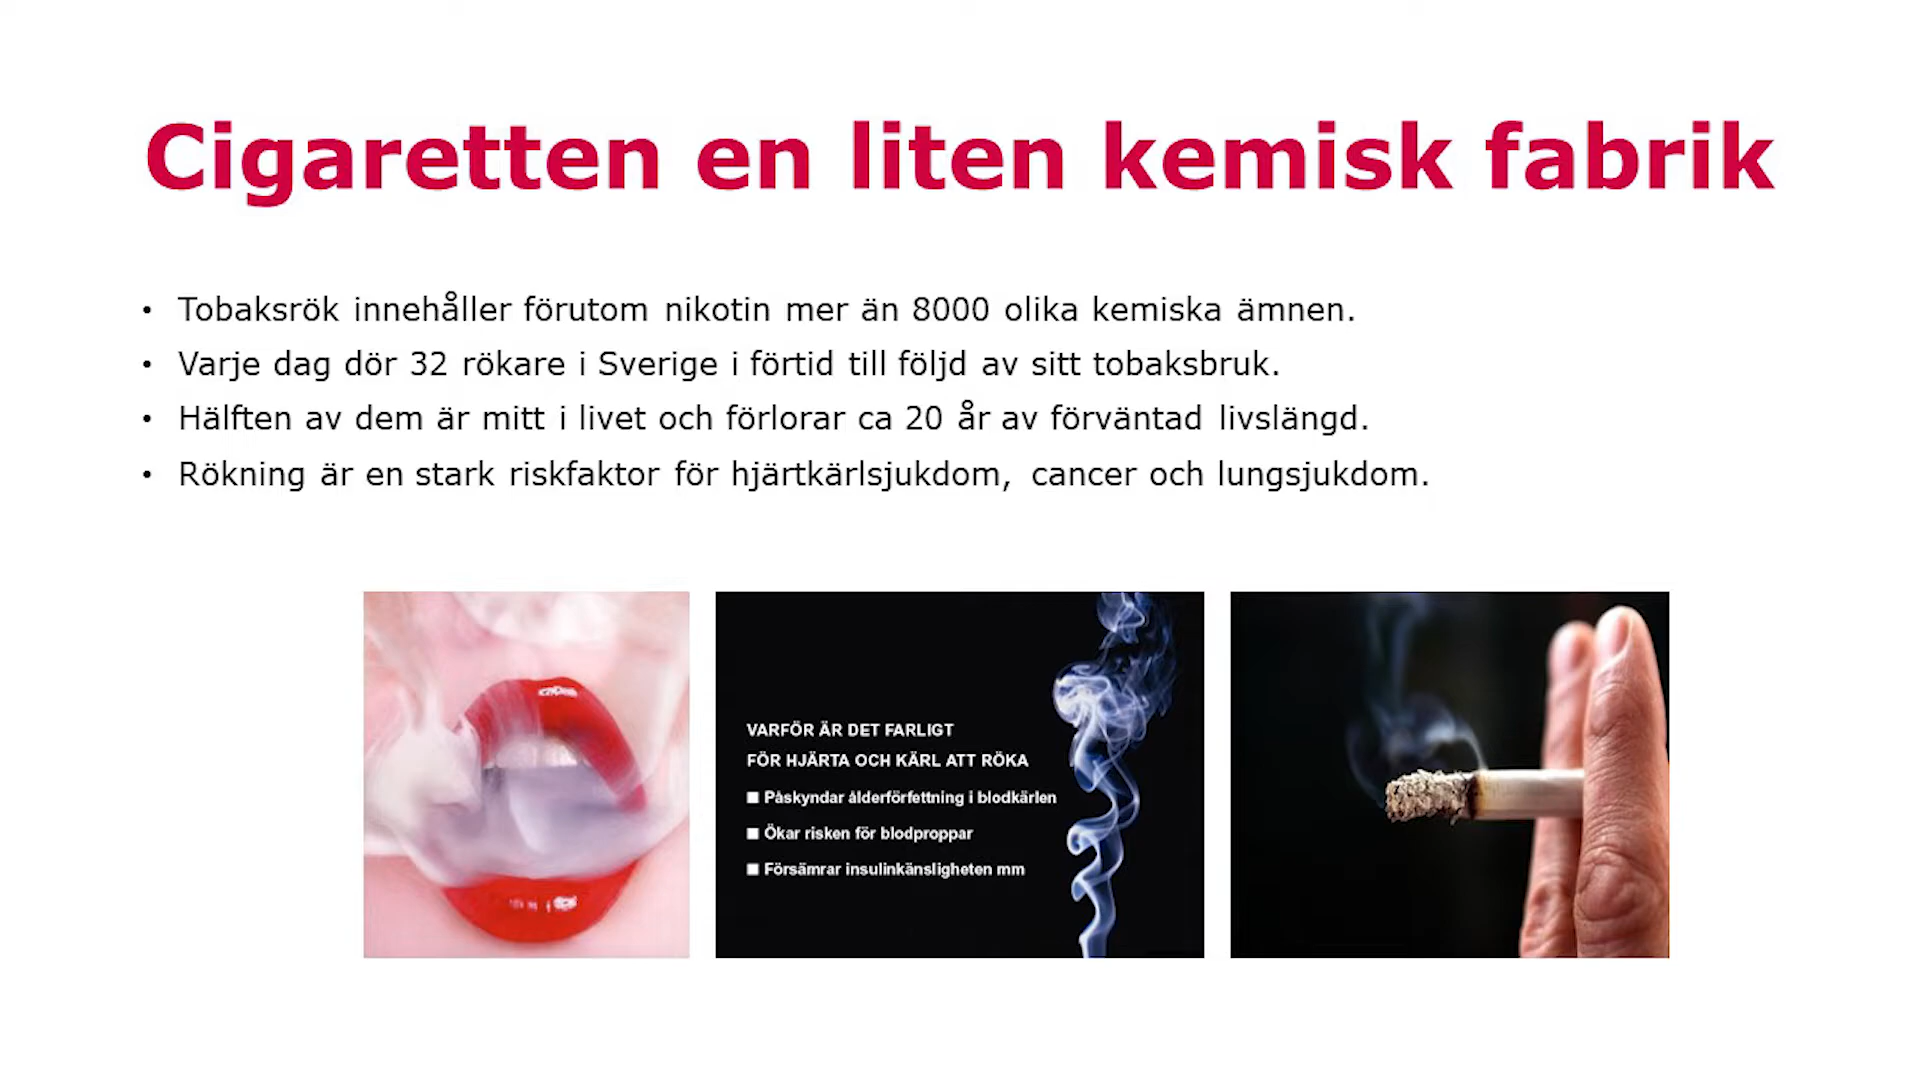 Cigaretten en liten kemisk fabrik
• Tobaksrök innehåller förutom nikotin mer än 8000 olika kemiska ämnen.
• Varje dag dör 32 rökare i Sverige i förtid till följd av sitt tobaksbruk.
• Hälften av dem är mitt i livet och förlorar ca 20 år av förväntad livslängd.
• Rökning är en stark riskfaktor för hjärtkärlsjukdom, cancer och lungsjukdom.
VARFÖR ÄR DET FARLIGT
FÖR HJÄRTA OCH KÄRL ATT RÖKA
■ Påskyndar ålderförfettning i blodkärlen
■ Ökar risken för blodproppar
■ Försämrar insulinkänsligheten mm